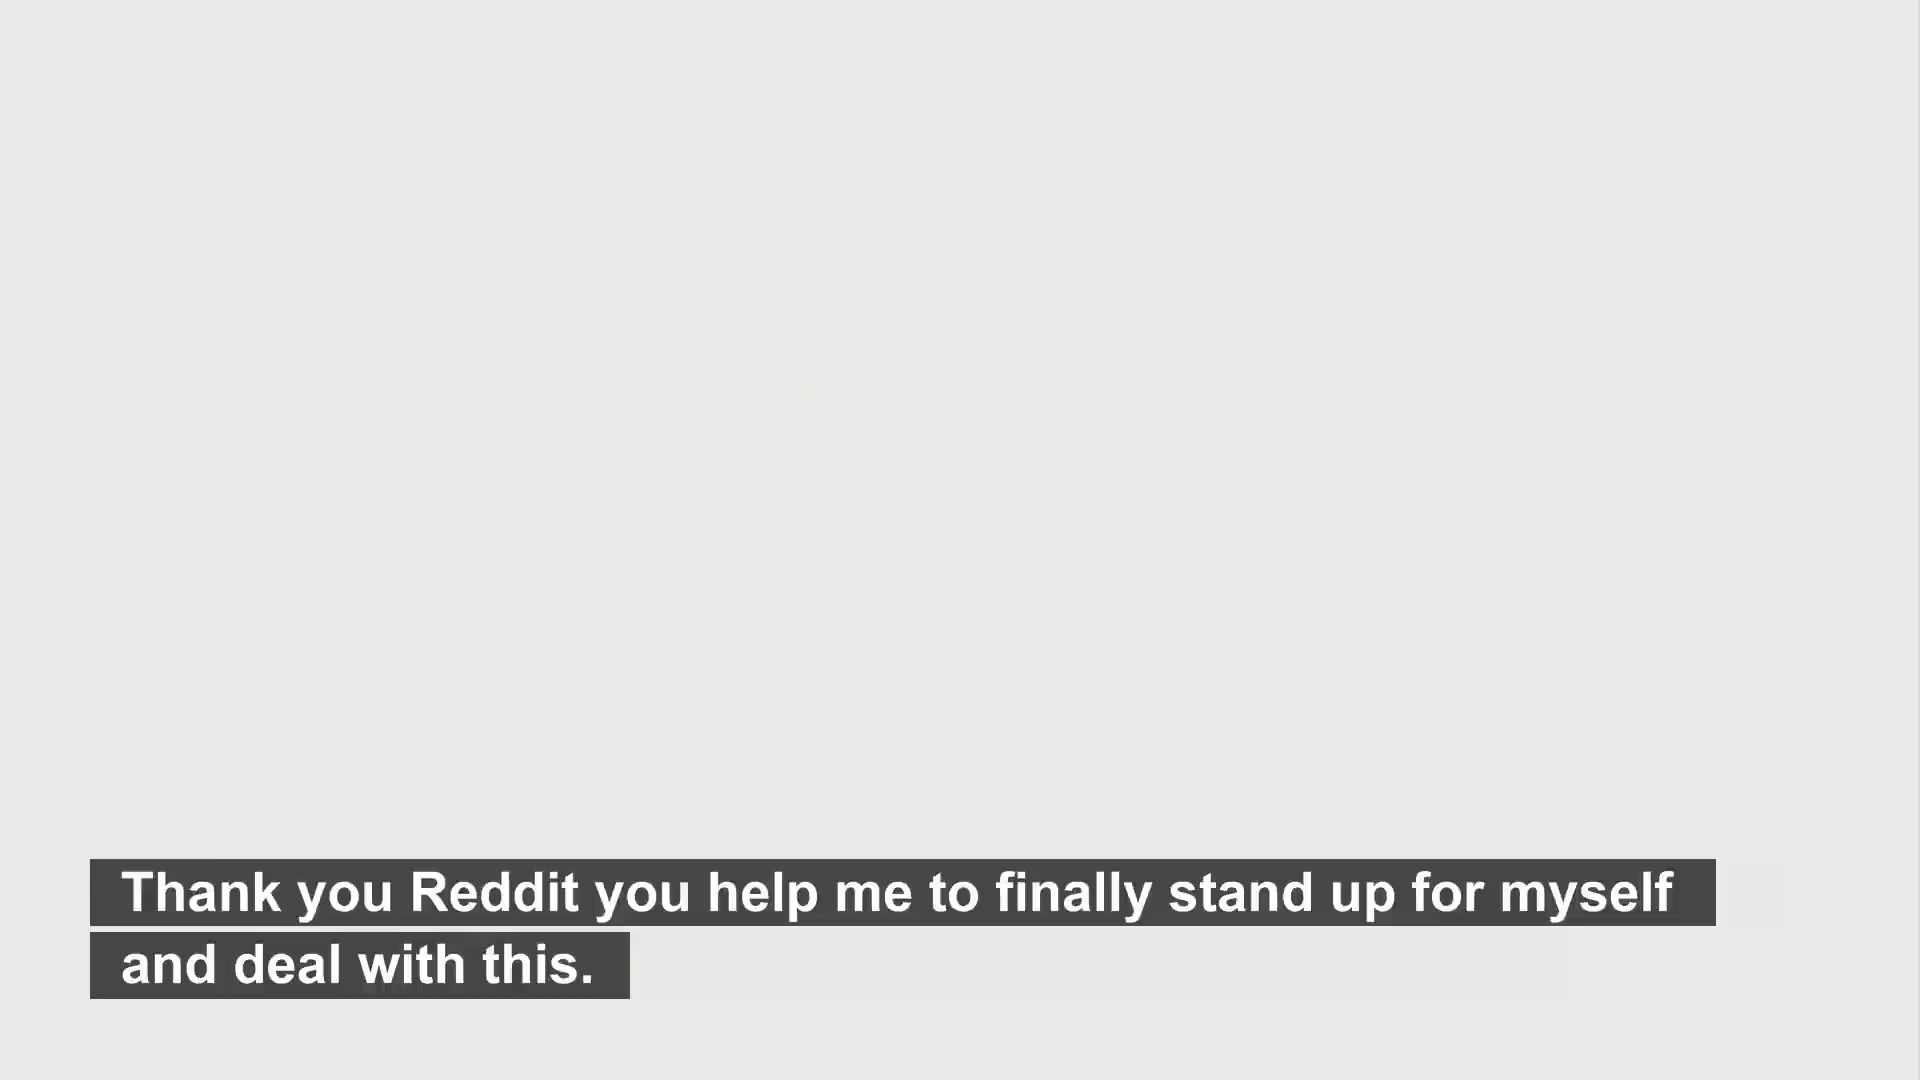 Thank you Reddit you help me to finally stand up for myself
and deal with this.